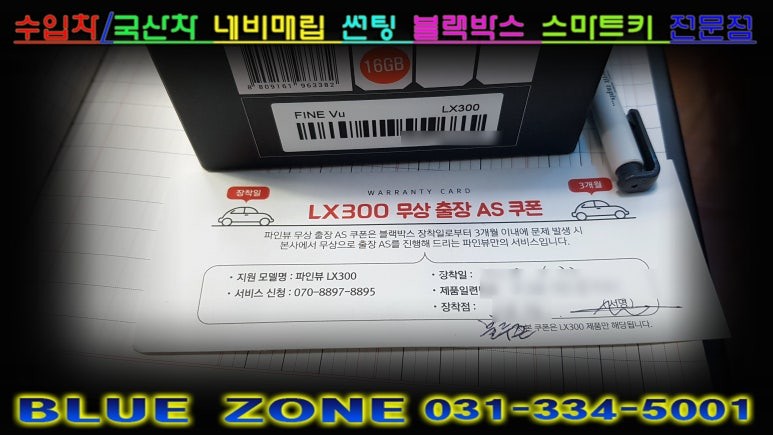 수입차/국산차 네비매립 썬팅 블랙박스 스마트키 전문점
8 809161 963382
16GB
FINE Vu LX300
WARRANTY CARD
장착일
3개월
LX300 무상 출장 AS 쿠폰
파인뷰 무상 출장 AS 쿠폰은 블랙박스 장착일로부터 3개월 이내에 문제 발생 시
본사에서 무상으로 출장 AS를 진행해 드리는 파인뷰만의 서비스입니다.
· 지원 모델명 : 파인뷰 LX300
· 서비스 신청 : 070-8897-8895
· 장착일 :
· 제품일련
· 장착점 :
(서명)
블루존
본 쿠폰은 LX300 제품만 해당됩니다.
BLUE ZONE 031-334-5001